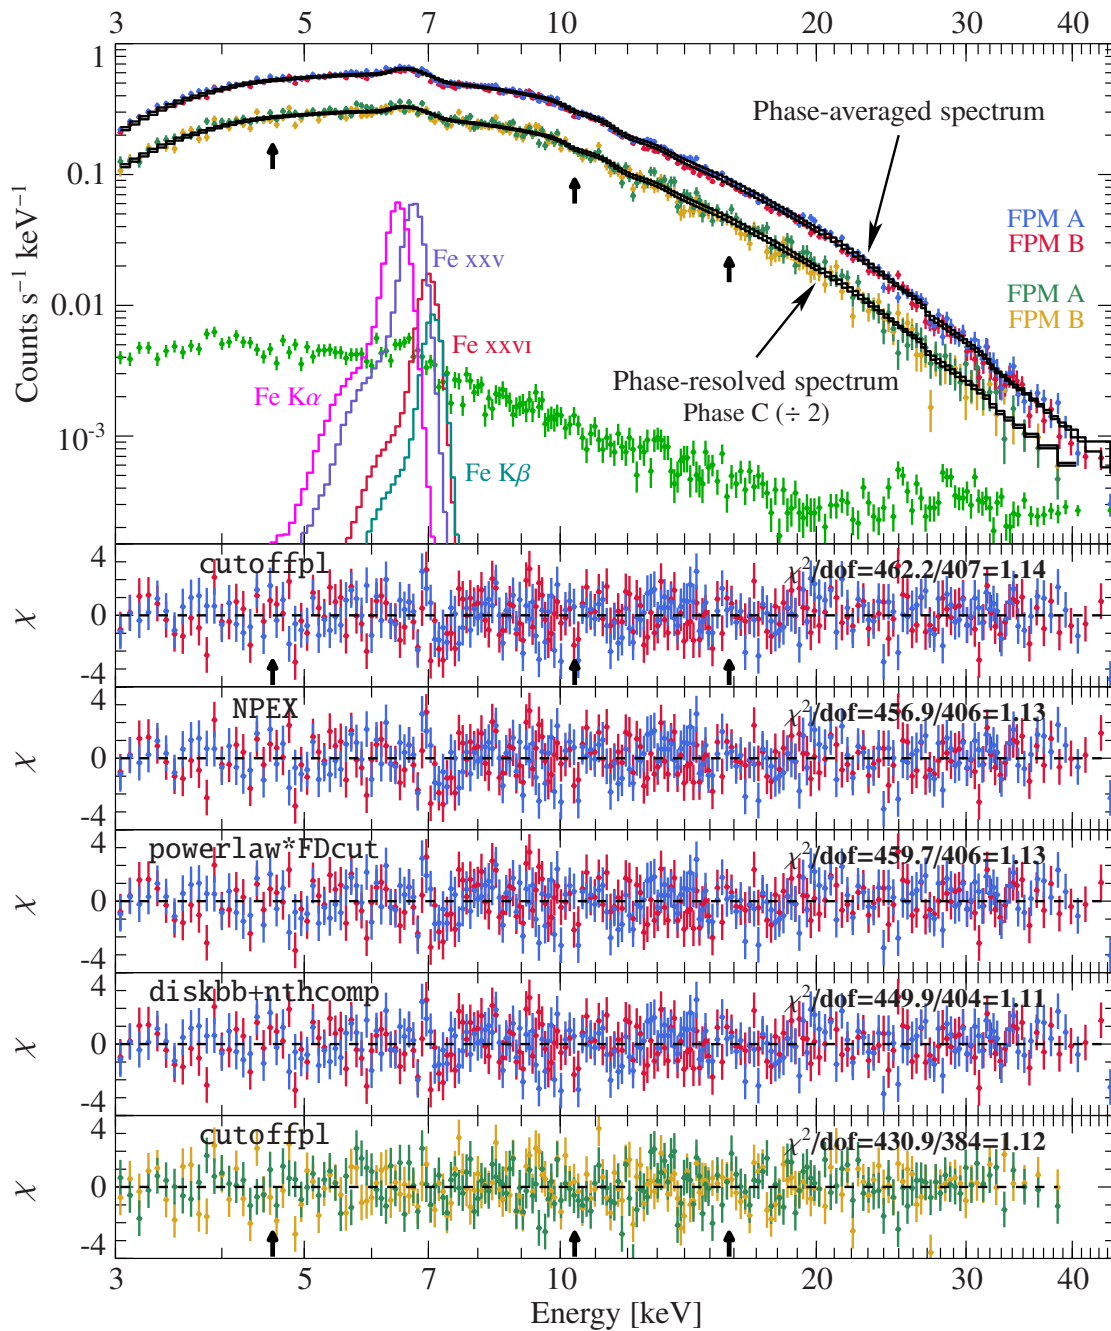 3 5 7 10 20 30 40
1
0.1
0.01
10⁻³
Counts s⁻¹ keV⁻¹
Phase-averaged spectrum
FPM A
FPM B
FPM A
FPM B
Fe XXV
Fe XXVI
Fe Kα
Fe Kβ
Phase-resolved spectrum
Phase C (÷ 2)
4
0
-4
χ
cutoffpl
χ²/dof=462.2/407=1.14
4
0
-4
χ
NPEX
χ²/dof=456.9/406=1.13
4
0
-4
χ
powerlaw*FDcut
χ²/dof=459.7/406=1.13
4
0
-4
χ
diskbb+nthcomp
χ²/dof=449.9/404=1.11
4
0
-4
χ
cutoffpl
χ²/dof=430.9/384=1.12
3 5 7 10 20 30 40
Energy [keV]